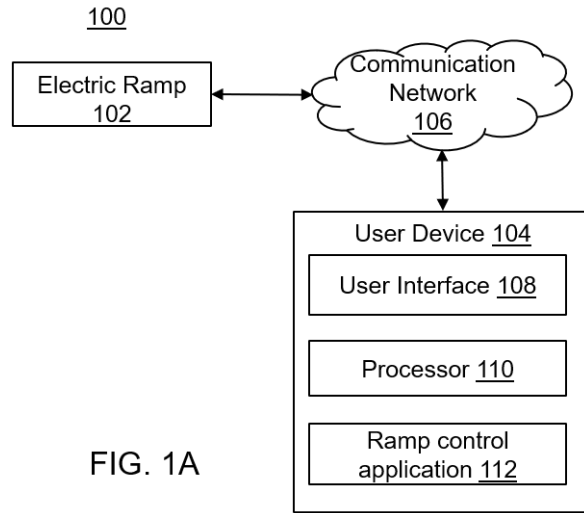 100
Electric Ramp
102
Communication
Network
106
User Device 104
User Interface 108
Processor 110
Ramp control
application 112
FIG. 1A